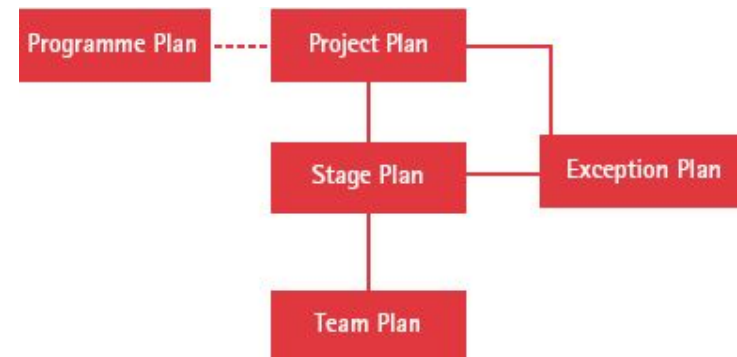 Programme Plan
Project Plan
Stage Plan
Exception Plan
Team Plan